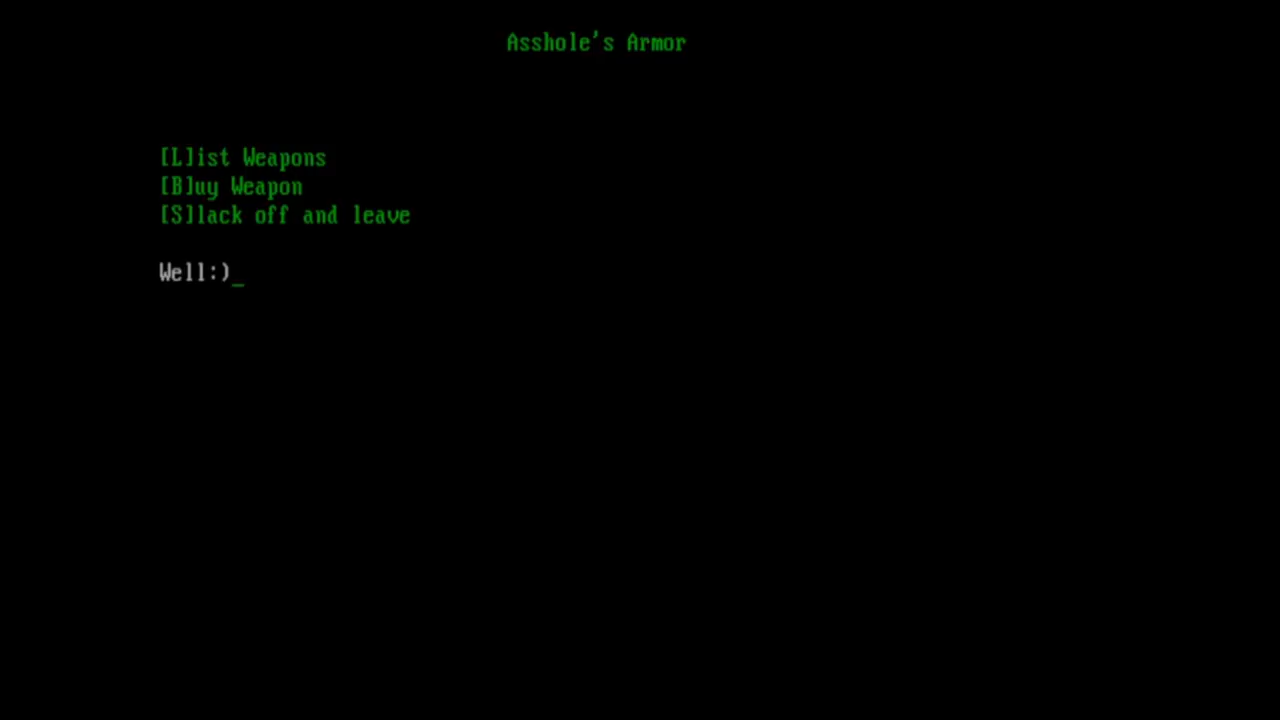 Asshole's Armor
[L]ist Weapons
[B]uy Weapon
[S]lack off and leave
Well:)_